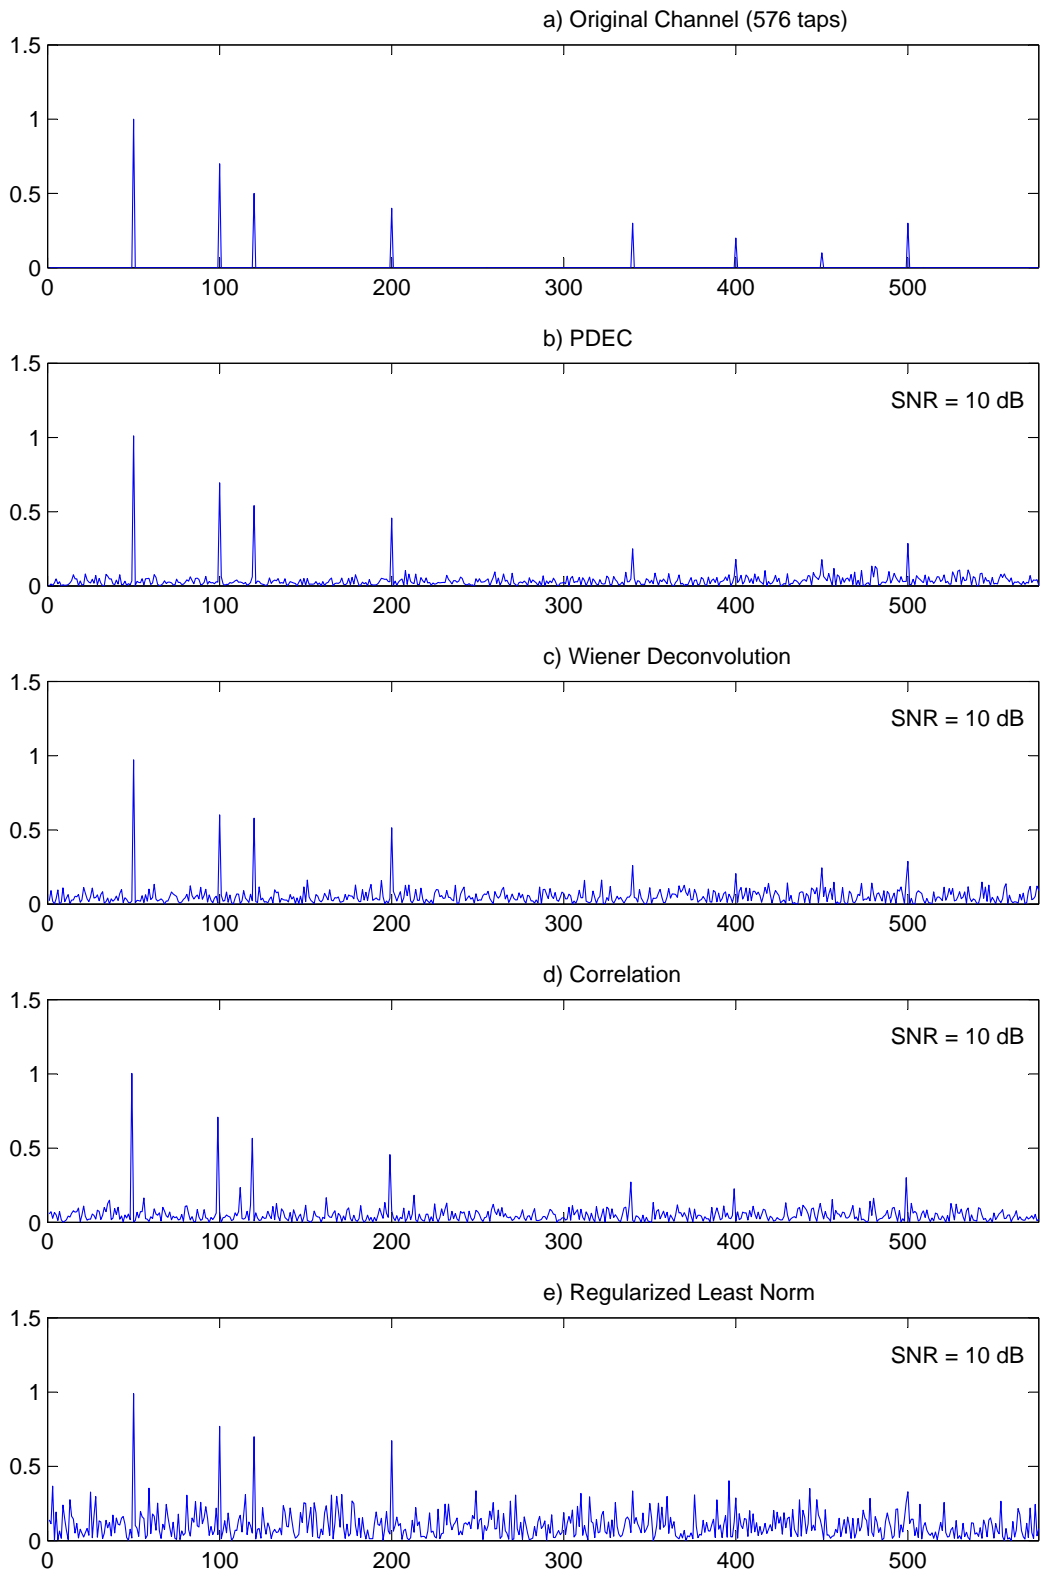 a) Original Channel (576 taps)
1.5
1
0.5
0
0 100 200 300 400 500
b) PDEC
1.5
SNR = 10 dB
1
0.5
0
0 100 200 300 400 500
c) Wiener Deconvolution
1.5
SNR = 10 dB
1
0.5
0
0 100 200 300 400 500
d) Correlation
1.5
SNR = 10 dB
1
0.5
0
0 100 200 300 400 500
e) Regularized Least Norm
1.5
SNR = 10 dB
1
0.5
0
0 100 200 300 400 500